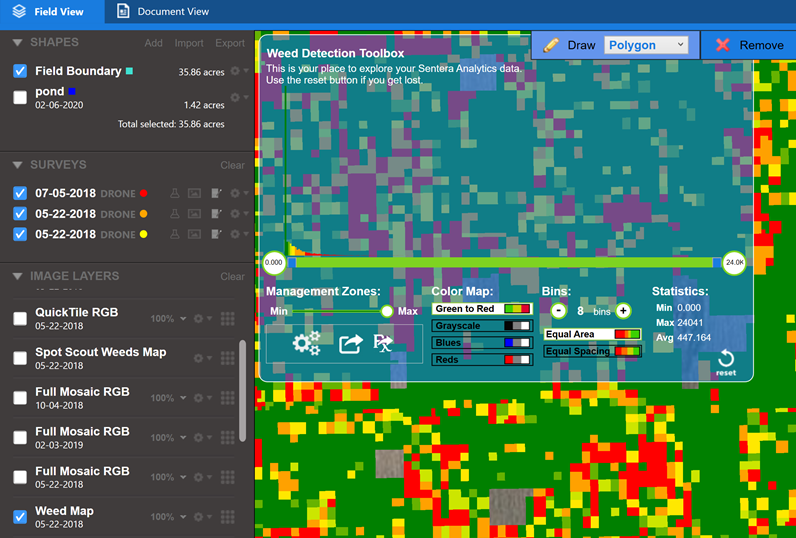 Field View
Document View
SHAPES
Add
Import
Export
Field Boundary
35.86 acres
pond
02-06-2020
1.42 acres
Total selected: 35.86 acres
SURVEYS
Clear
07-05-2018 DRONE
05-22-2018 DRONE
05-22-2018 DRONE
IMAGE LAYERS
Clear
QuickTile RGB
05-22-2018
100%
Spot Scout Weeds Map
05-22-2018
Full Mosaic RGB
10-04-2018
100%
Full Mosaic RGB
02-03-2019
100%
Full Mosaic RGB
05-22-2018
100%
Weed Map
05-22-2018
100%
Draw
Polygon
Remove
Weed Detection Toolbox
This is your place to explore your Sentera Analytics data.
Use the reset button if you get lost.
0.000
24.0K
Management Zones:
Min
Max
Rx
Color Map:
Green to Red
Grayscale
Blues
Reds
Bins:
- 8 bins +
Equal Area
Equal Spacing
Statistics:
Min 0.000
Max 24041
Avg 447.164
reset